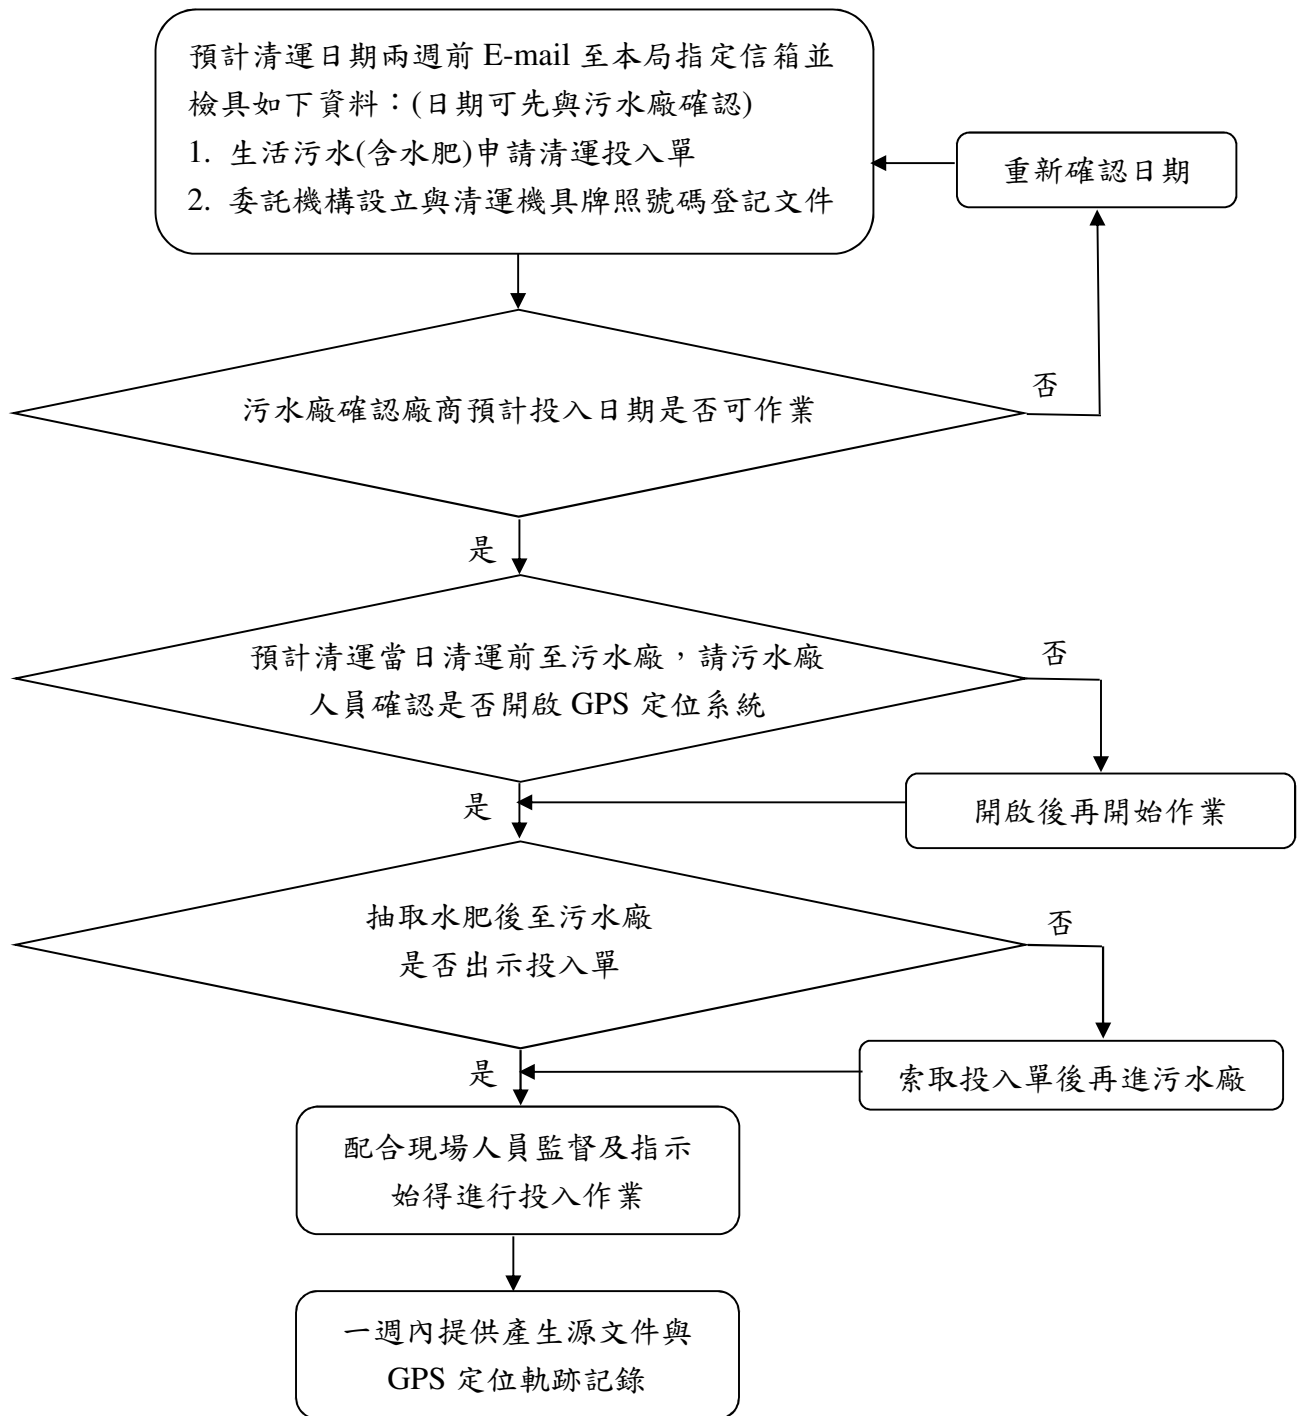 預計清運日期兩週前 E-mail 至本局指定信箱並
檢具如下資料：(日期可先與污水廠確認)
1. 生活污水(含水肥)申請清運投入單
2. 委託機構設立與清運機具牌照號碼登記文件
重新確認日期
污水廠確認廠商預計投入日期是否可作業
否
是
預計清運當日清運前至污水廠，請污水廠
人員確認是否開啟 GPS 定位系統
否
是
開啟後再開始作業
抽取水肥後至污水廠
是否出示投入單
否
是
索取投入單後再進污水廠
配合現場人員監督及指示
始得進行投入作業
一週內提供產生源文件與
GPS 定位軌跡記錄